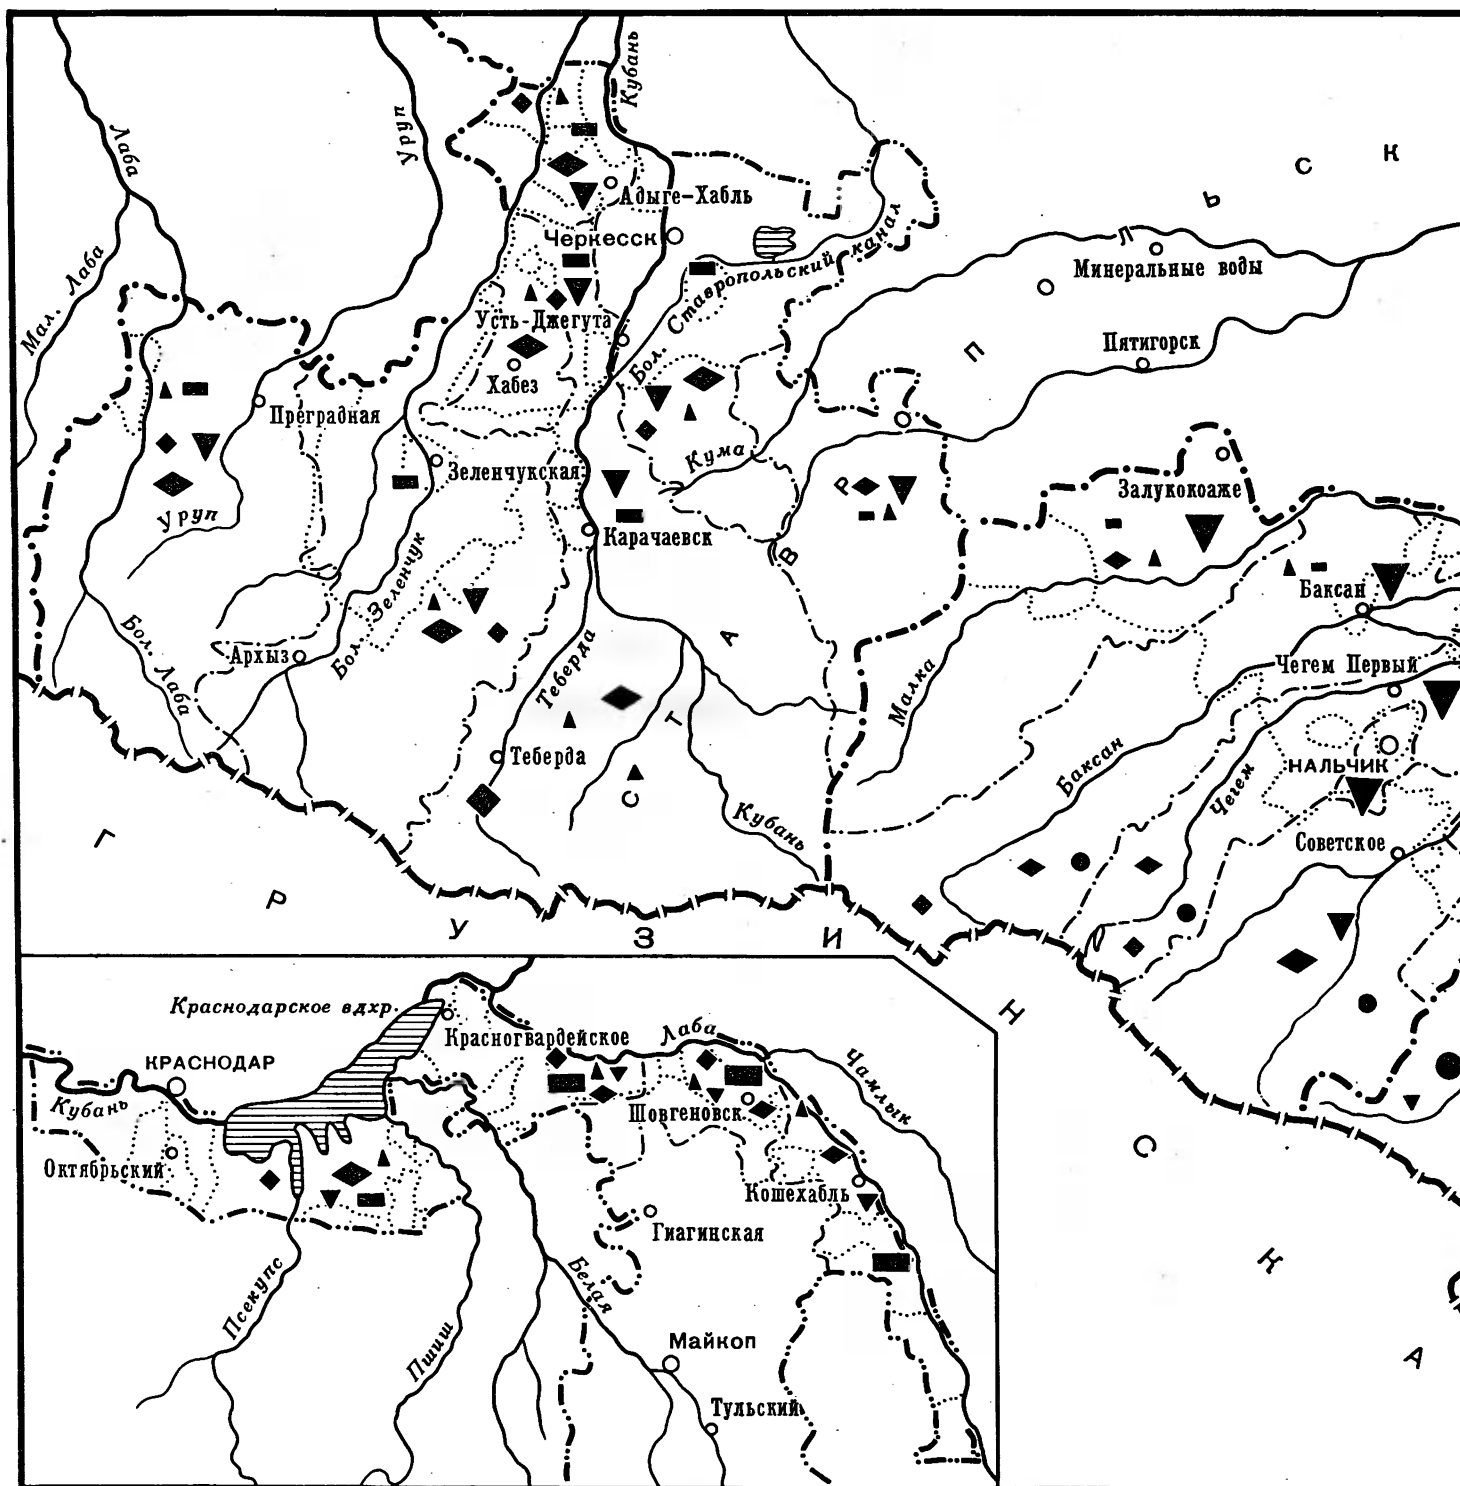 Кубань
Лаба
Уруп
С Т А В Р О П О Л Ь С К
Адыге-Хабль
Черкесск
Мал. Лаба
Бол. Ставропольский канал
Минеральные воды
Усть-Джегута
Пятигорск
Хабез
Преградная
Зеленчукская
Кума
Залукокоаже
Уруп
Карачаевск
Баксан
Бол. Зеленчук
Бол. Лаба
Архыз
Теберда
Малка
Чегем Первый
Теберда
Баксан
Чегем
НАЛЬЧИК
Кубань
Советское
Г Р У З И Н С К А
Краснодарское вдхр.
Красногвардейское
Лаба
КРАСНОДАР
Чамлык
Кубань
Шовгеновск.
Октябрьский
Кошехабль
Гиагинская
Псекупс
Белая
Пшиш
Майкоп
Тульский